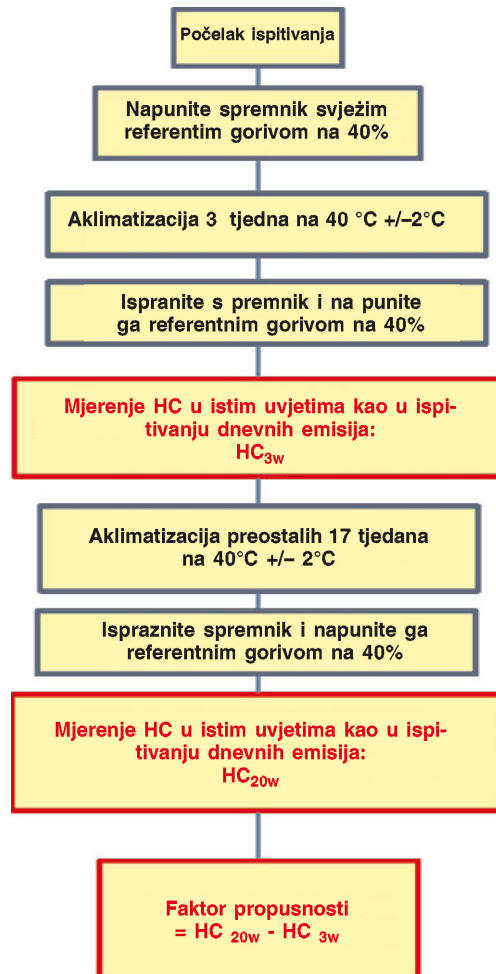 Počelak ispitivanja
Napunite spremnik svježim
referentim gorivom na 40%
Aklimatizacija 3 tjedna na 40 °C +/–2°C
Ispranite s premnik i na punite
ga referentnim gorivom na 40%
Mjerenje HC u istim uvjetima kao u ispi-
tivanju dnevnih emisija:
HC3w
Aklimatizacija preostalih 17 tjedana
na 40°C +/– 2°C
Ispraznite spremnik i napunite ga
referentnim gorivom na 40%
Mjerenje HC u istim uvjetima kao u ispi-
tivanju dnevnih emisija:
HC20w
Faktor propusnosti
= HC 20w - HC 3w